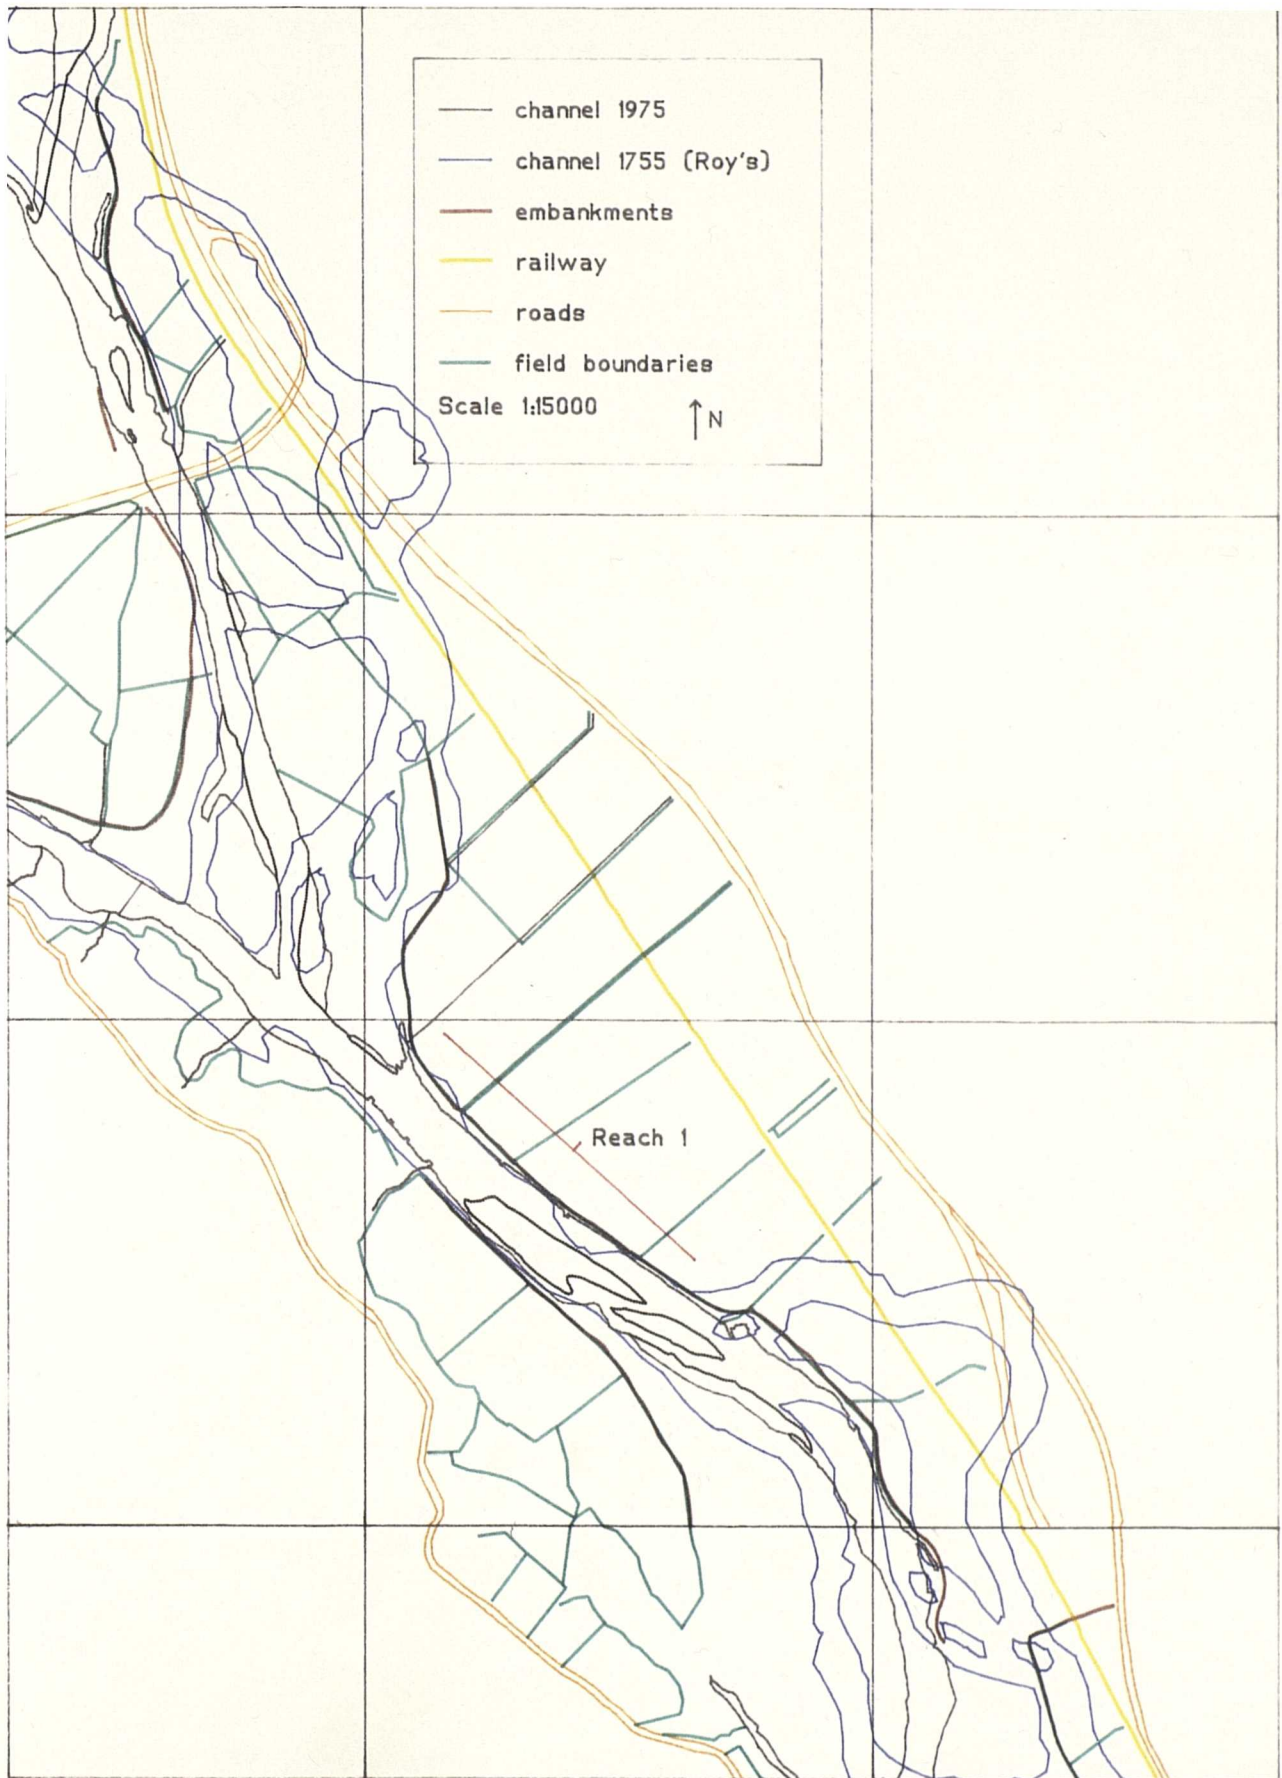 channel 1975
channel 1755 (Roy's)
embankments
railway
roads
field boundaries
Scale 1:15000
N
Reach 1